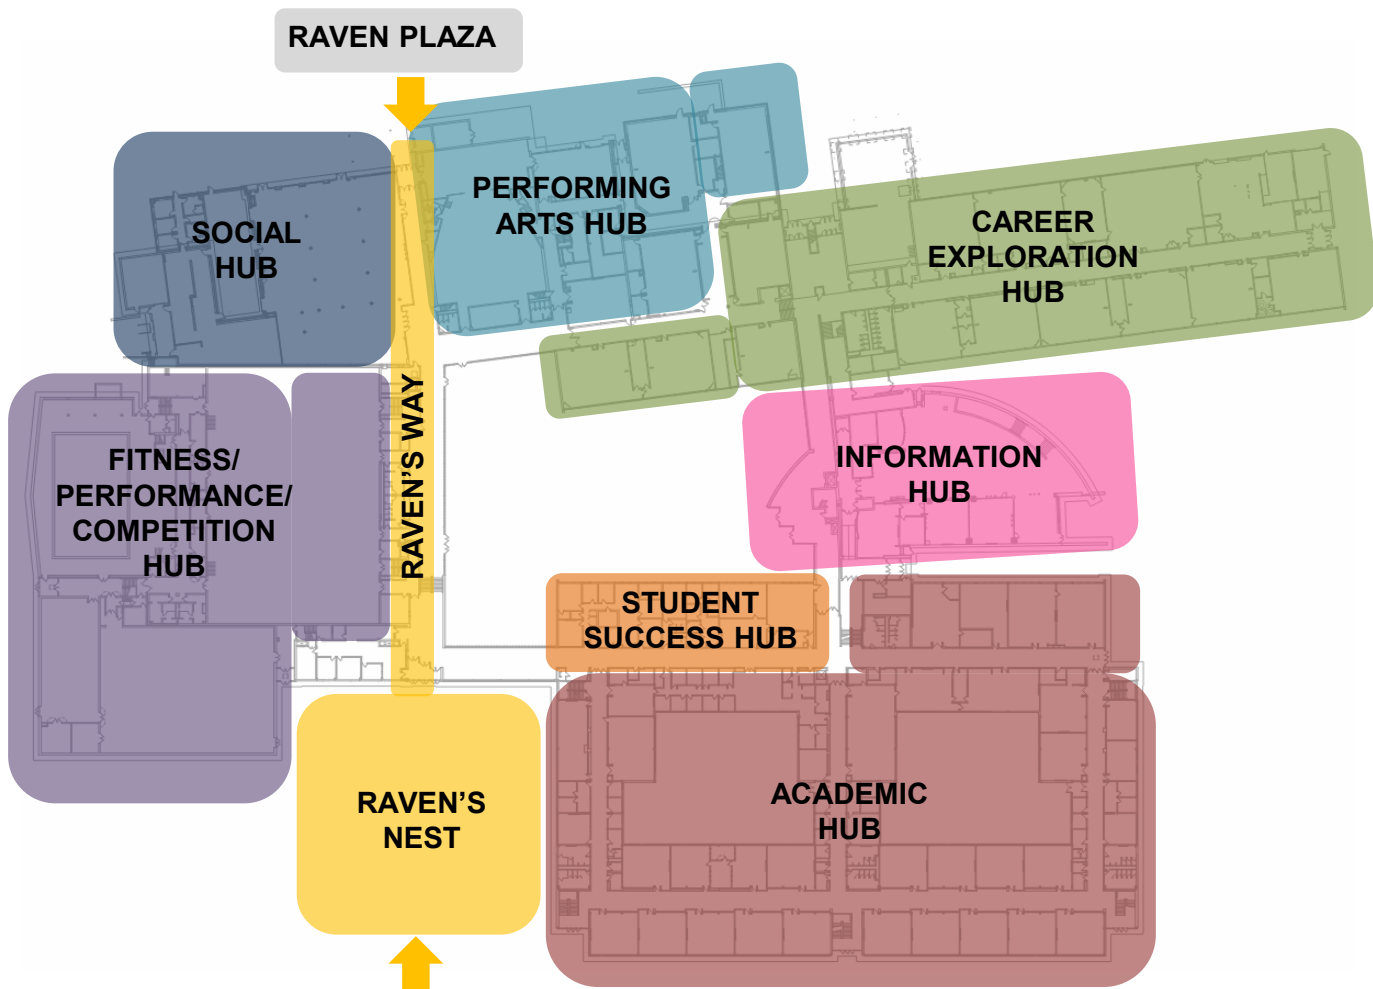 RAVEN PLAZA
PERFORMING
ARTS HUB
SOCIAL
HUB
CAREER
EXPLORATION
HUB
RAVEN’S WAY
FITNESS/
PERFORMANCE/
COMPETITION
HUB
INFORMATION
HUB
STUDENT
SUCCESS HUB
RAVEN’S
NEST
ACADEMIC
HUB